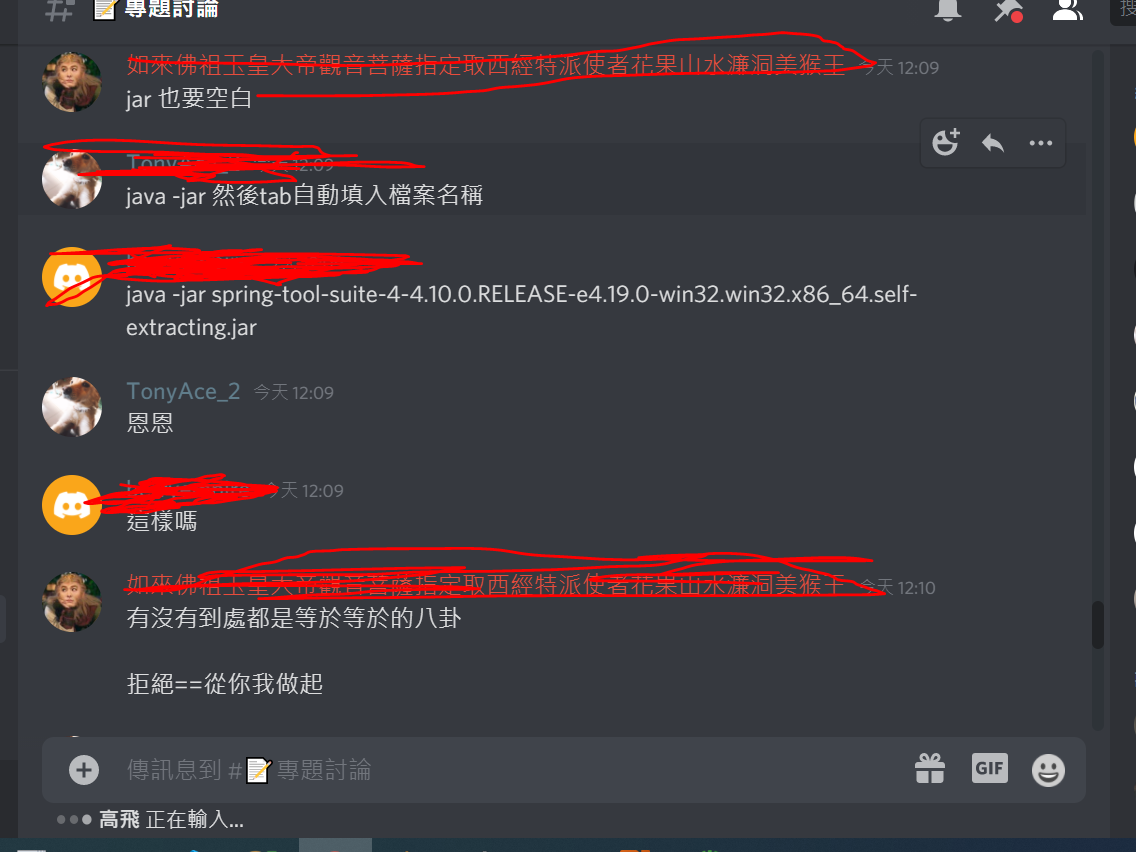 專題討論
如來佛祖玉皇大帝觀音菩薩指定取西經特派使者花果山水濂洞美猴王 今天 12:09
jar 也要空白
12:09
java -jar 然後tab自動填入檔案名稱
java -jar spring-tool-suite-4-4.10.0.RELEASE-e4.19.0-win32.win32.x86_64.self-
extracting.jar
TonyAce_2 今天 12:09
恩恩
今天 12:09
這樣嗎
如來佛祖玉皇大帝觀音菩薩指定取西經特派使者花果山水濂洞美猴王 今天 12:10
有沒有到處都是等於等於的八卦
拒絕==從你我做起
傳訊息到 # 專題討論
GIF
高飛 正在輸入...